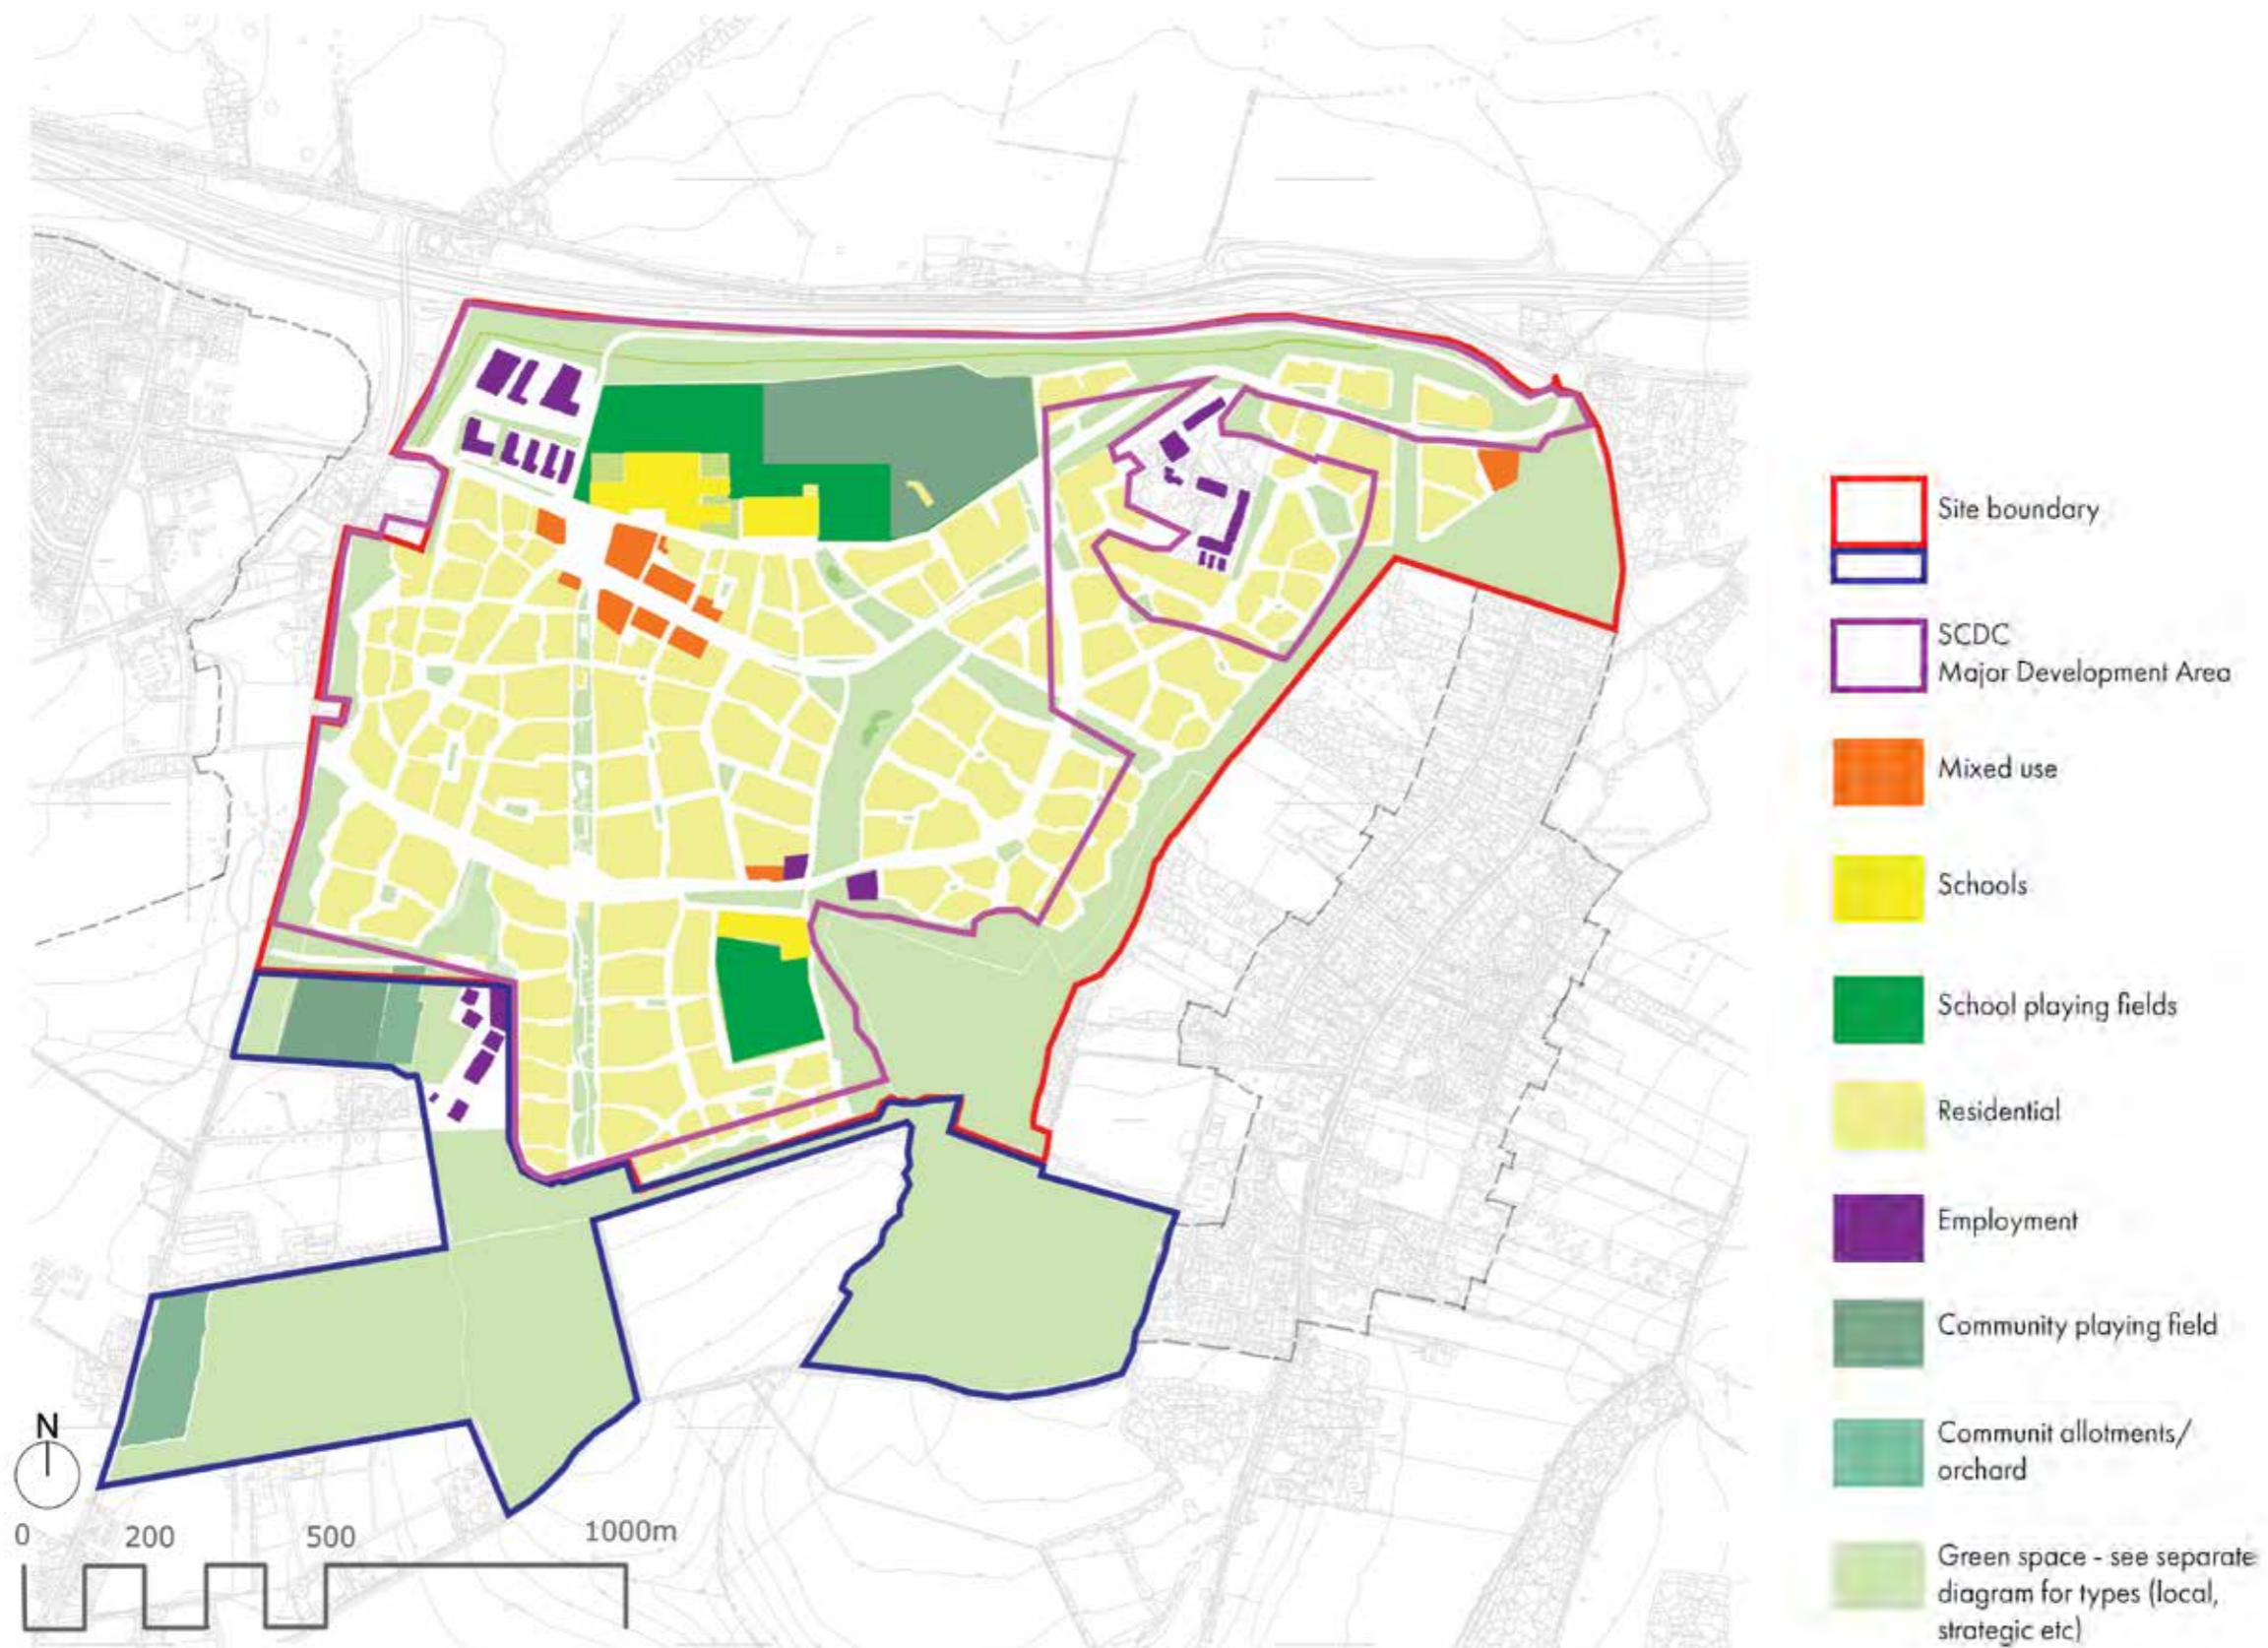 Site boundary
SCDC
Major Development Area
Mixed use
Schools
School playing fields
Residential
Employment
Community playing field
Communit allotments/
orchard
Green space - see separate
diagram for types (local,
strategic etc)
N
0 200 500 1000m